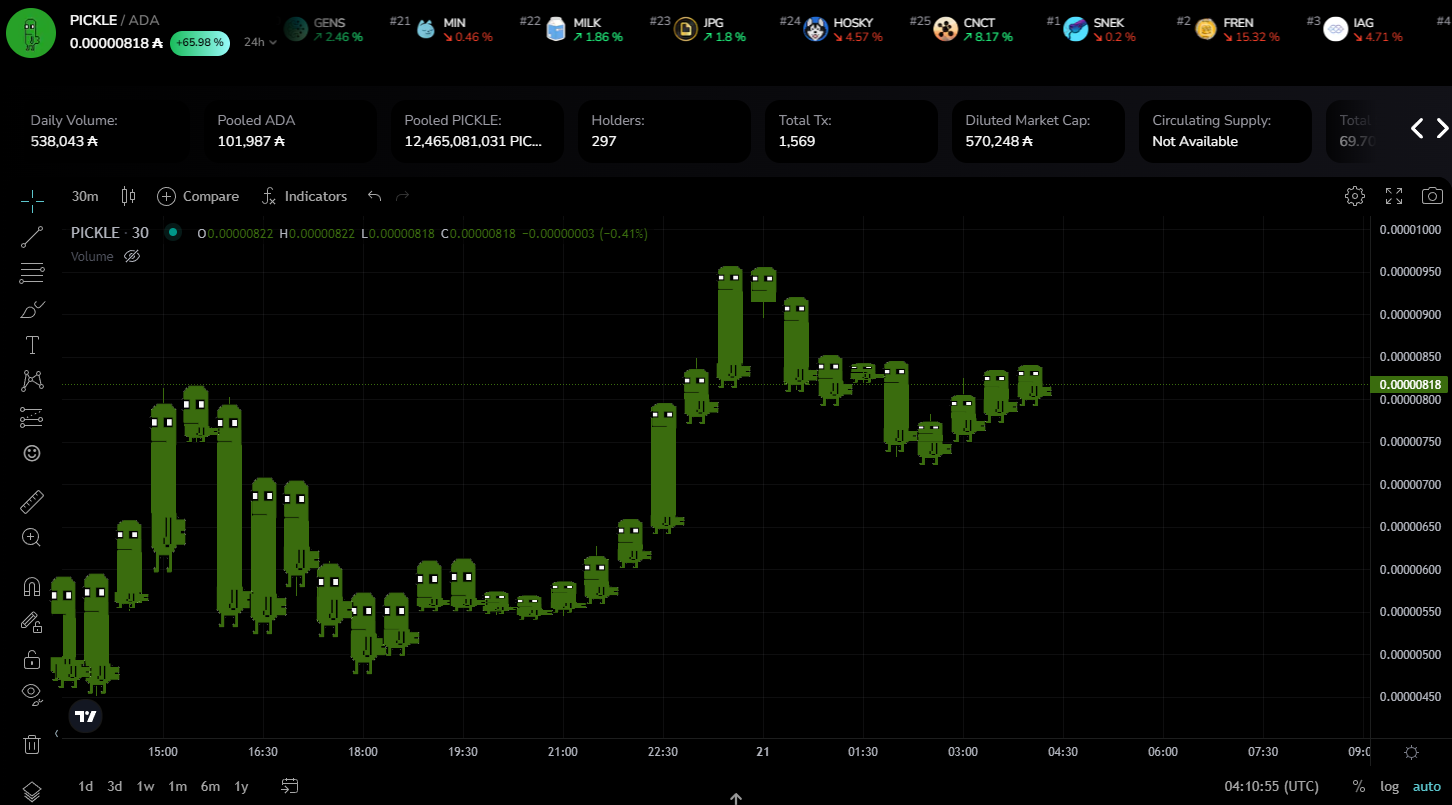 PICKLE / ADA
0.00000818 ₳ +65.98 % 24h
GENS
↗ 2.46 %
#21 MIN
↘ 0.46 %
#22 MILK
↗ 1.86 %
#23 JPG
↗ 1.8 %
#24 HOSKY
↘ 4.57 %
#25 CNCT
↗ 8.17 %
#1 SNEK
↘ 0.2 %
#2 FREN
↘ 15.32 %
#3 IAG
↘ 4.71 %
#4
Daily Volume:
538,043 ₳
Pooled ADA
101,987 ₳
Pooled PICKLE:
12,465,081,031 PIC...
Holders:
297
Total Tx:
1,569
Diluted Market Cap:
570,248 ₳
Circulating Supply:
Not Available
Total
69.70
30m Compare Indicators
PICKLE · 30 O0.00000822 H0.00000822 L0.00000818 C0.00000818 −0.00000003 (−0.41%)
Volume
0.00001000
0.00000950
0.00000900
0.00000850
0.00000818
0.00000800
0.00000750
0.00000700
0.00000650
0.00000600
0.00000550
0.00000500
0.00000450
15:00 16:30 18:00 19:30 21:00 22:30 21 01:30 03:00 04:30 06:00 07:30 09:0
1d 3d 1w 1m 6m 1y 04:10:55 (UTC) % log auto